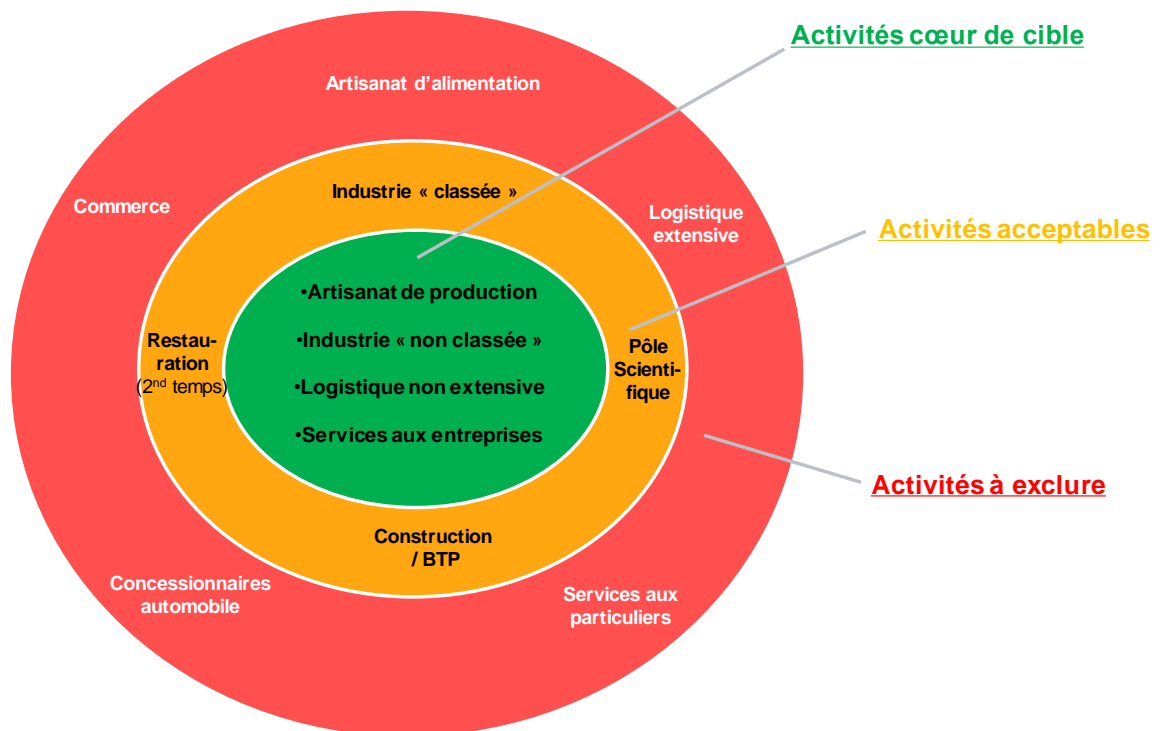 Activités cœur de cible
Artisanat d’alimentation
Industrie « classée »
Commerce
Logistique
extensive
Activités acceptables
•Artisanat de production
•Industrie « non classée »
•Logistique non extensive
•Services aux entreprises
Restau-
ration
(2nd temps)
Pôle
Scienti-
fique
Activités à exclure
Construction
/ BTP
Concessionnaires
automobile
Services aux
particuliers